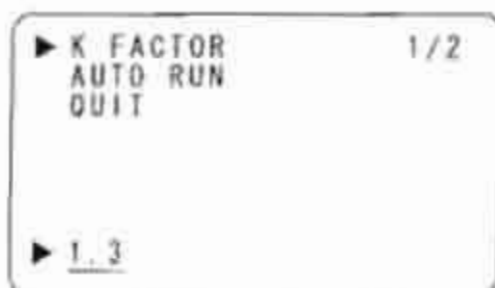 ▶ K FACTOR 1/2
AUTO RUN
QUIT
▶ 1.3